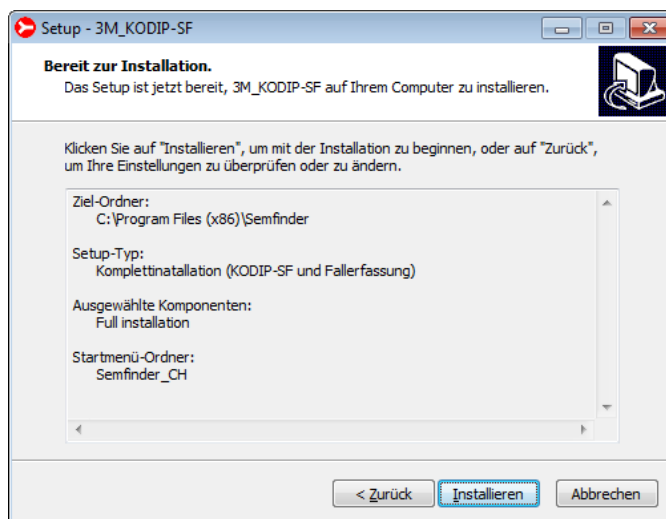 Setup - 3M_KODIP-SF
Bereit zur Installation.
Das Setup ist jetzt bereit, 3M_KODIP-SF auf Ihrem Computer zu installieren.
Klicken Sie auf "Installieren", um mit der Installation zu beginnen, oder auf "Zurück",
um Ihre Einstellungen zu überprüfen oder zu ändern.
Ziel-Ordner:
C:\Program Files (x86)\Semfinder
Setup-Typ:
Komplettinatallation (KODIP-SF und Fallerfassung)
Ausgewählte Komponenten:
Full installation
Startmenü-Ordner:
Semfinder_CH
< Zurück Installieren Abbrechen